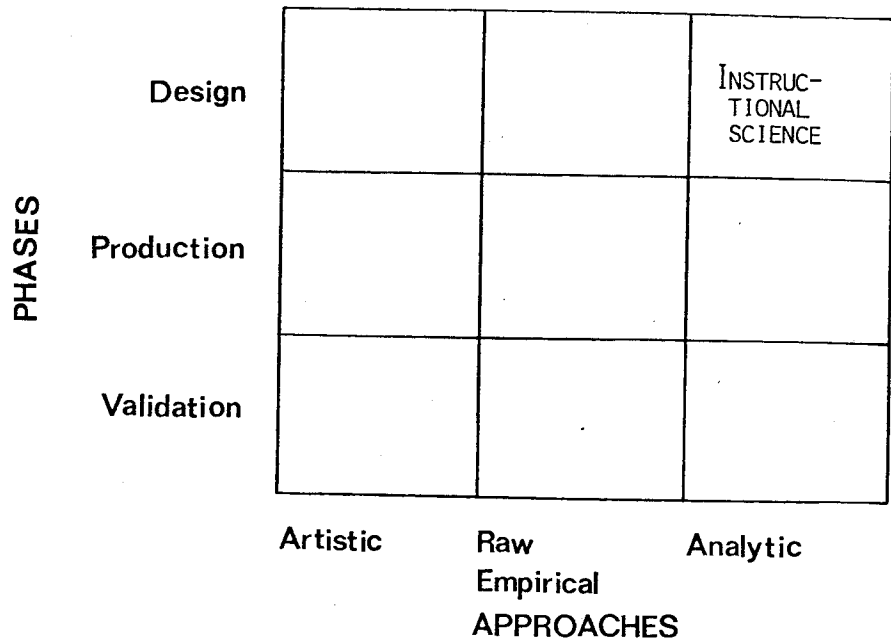 Design
INSTRUC-
TIONAL
SCIENCE
PHASES
Production
Validation
Artistic
Raw
Empirical
Analytic
APPROACHES